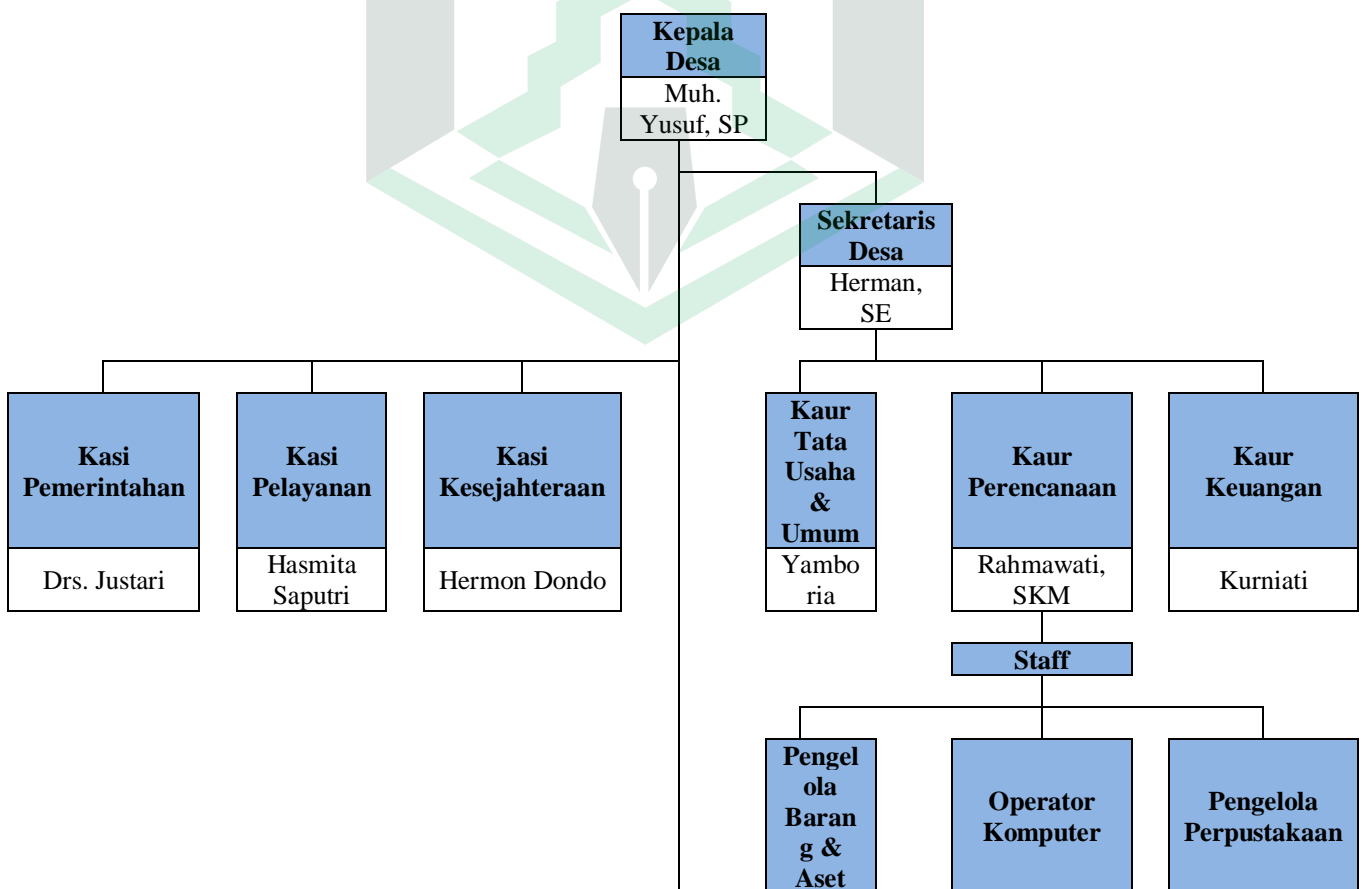 Kepala
Desa
Muh.
Yusuf, SP
Sekretaris
Desa
Herman,
SE
Kasi
Pemerintahan
Drs. Justari
Kasi
Pelayanan
Hasmita
Saputri
Kasi
Kesejahteraan
Hermon Dondo
Kaur
Tata
Usaha
&
Umum
Yambo
ria
Kaur
Perencanaan
Rahmawati,
SKM
Kaur
Keuangan
Kurniati
Staff
Pengel
ola
Baran
g &
Aset
Operator
Komputer
Pengelola
Perpustakaan